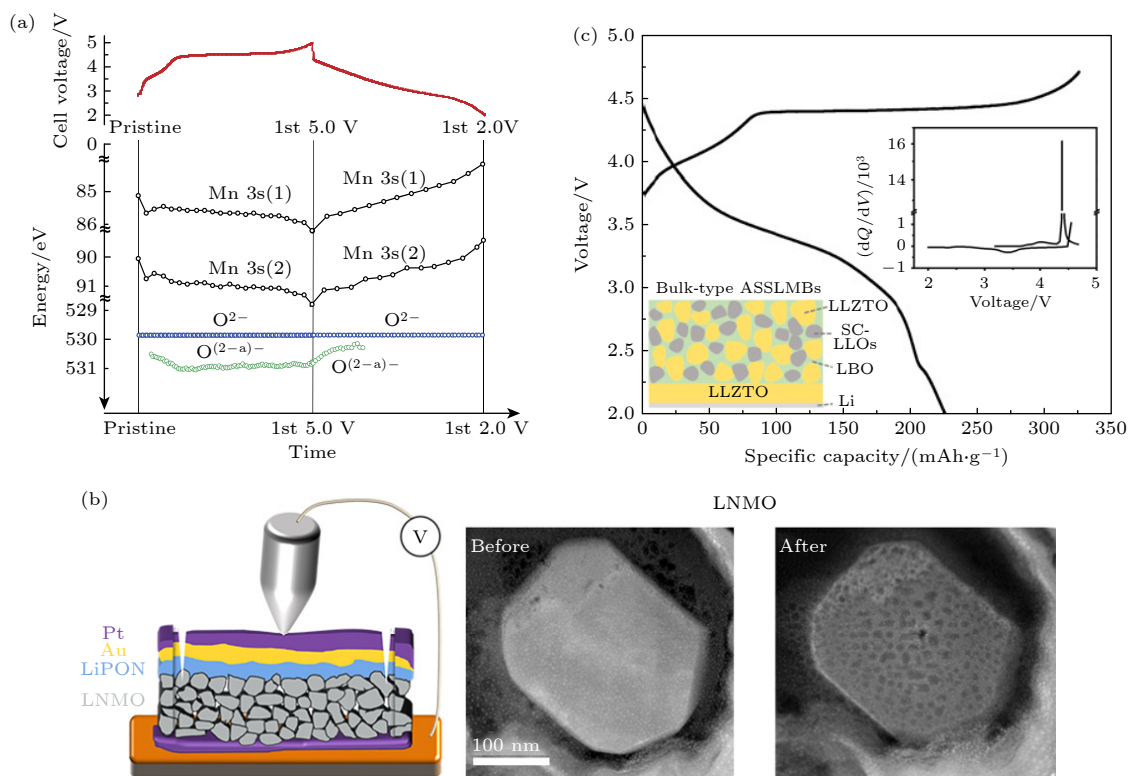 (a)
Cell voltage/V
5
4
3
2
Pristine
1st 5.0 V
1st 2.0V
Energy/eV
0
85
86
90
91
529
530
531
Mn 3s(1)
Mn 3s(1)
Mn 3s(2)
Mn 3s(2)
O²⁻
O²⁻
O⁽²⁻ᵃ⁾⁻
O⁽²⁻ᵃ⁾⁻
Pristine
1st 5.0 V
1st 2.0 V
Time
(c)
Voltage/V
5.0
4.5
4.0
3.5
3.0
2.5
2.0
0
50
100
150
200
250
300
350
Specific capacity/(mAh·g⁻¹)
(dQ/dV)/10³
16
14
1
0
−1
2
3
4
5
Voltage/V
Bulk-type ASSLMBs
LLZTO
SC-
LLOs
LBO
LLZTO
Li
(b)
V
Pt
Au
LiPON
LNMO
LNMO
Before
100 nm
After